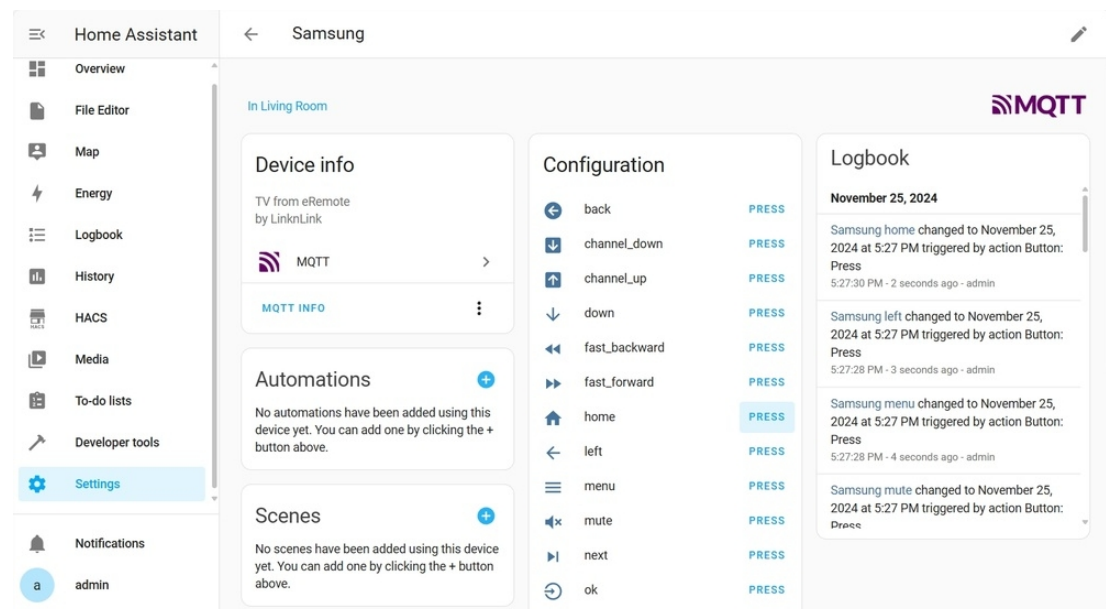 Home Assistant
Samsung
Overview
File Editor
Map
Energy
Logbook
History
HACS
HACS
Media
To-do lists
Developer tools
Settings
Notifications
a
admin
In Living Room
MQTT
Device info
TV from eRemote
by LinknLink
MQTT
MQTT INFO
Automations
No automations have been added using this
device yet. You can add one by clicking the +
button above.
Scenes
No scenes have been added using this device
yet. You can add one by clicking the + button
above.
Configuration
back PRESS
channel_down PRESS
channel_up PRESS
down PRESS
fast_backward PRESS
fast_forward PRESS
home PRESS
left PRESS
menu PRESS
mute PRESS
next PRESS
ok PRESS
Logbook
November 25, 2024
Samsung home changed to November 25,
2024 at 5:27 PM triggered by action Button:
Press
5:27:30 PM - 2 seconds ago - admin
Samsung left changed to November 25,
2024 at 5:27 PM triggered by action Button:
Press
5:27:28 PM - 3 seconds ago - admin
Samsung menu changed to November 25,
2024 at 5:27 PM triggered by action Button:
Press
5:27:28 PM - 4 seconds ago - admin
Samsung mute changed to November 25,
2024 at 5:27 PM triggered by action Button:
Press